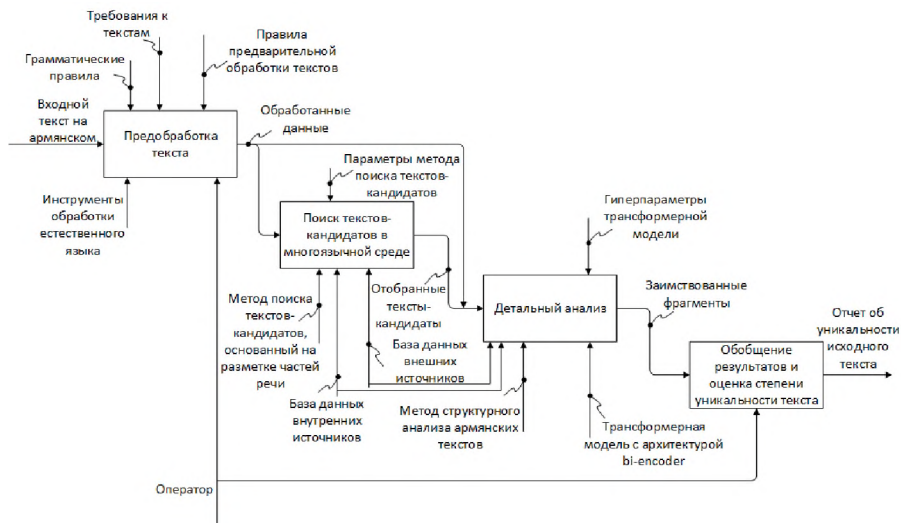 Требования к
текстам
Правила
предварительной
обработки текстов
Грамматические
правила
Входной
текст на
армянском
Предобработка
текста
Обработанные
данные
Инструменты
обработки
естественного
языка
Параметры метода
поиска текстов-
кандидатов
Поиск текстов-
кандидатов в
многоязычной среде
Гиперпараметры
трансформерной
модели
Метод поиска
текстов-
кандидатов,
основанный на
разметке частей
речи
Отобранные
тексты-
кандидаты
База данных
внешних
источников
База данных
внутренних
источников
Детальный анализ
Заимствованные
фрагменты
Метод структурного
анализа армянских
текстов
Трансформерная
модель с архитектурой
bi-encoder
Обобщение
результатов и
оценка степени
уникальности текста
Отчет об
уникальности
исходного
текста
Оператор